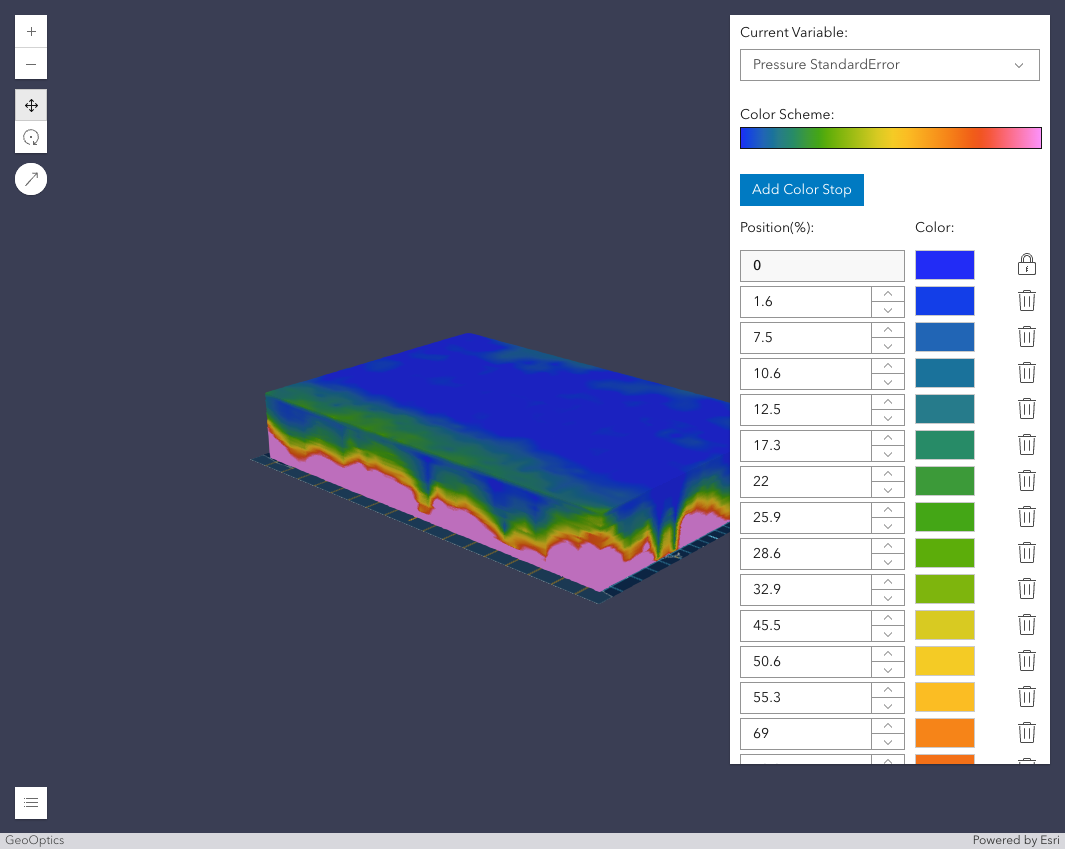 Current Variable:
Pressure StandardError
Color Scheme:
Add Color Stop
Position(%): Color:
0
1.6
7.5
10.6
12.5
17.3
22
25.9
28.6
32.9
45.5
50.6
55.3
69
GeoOptics Powered by Esri